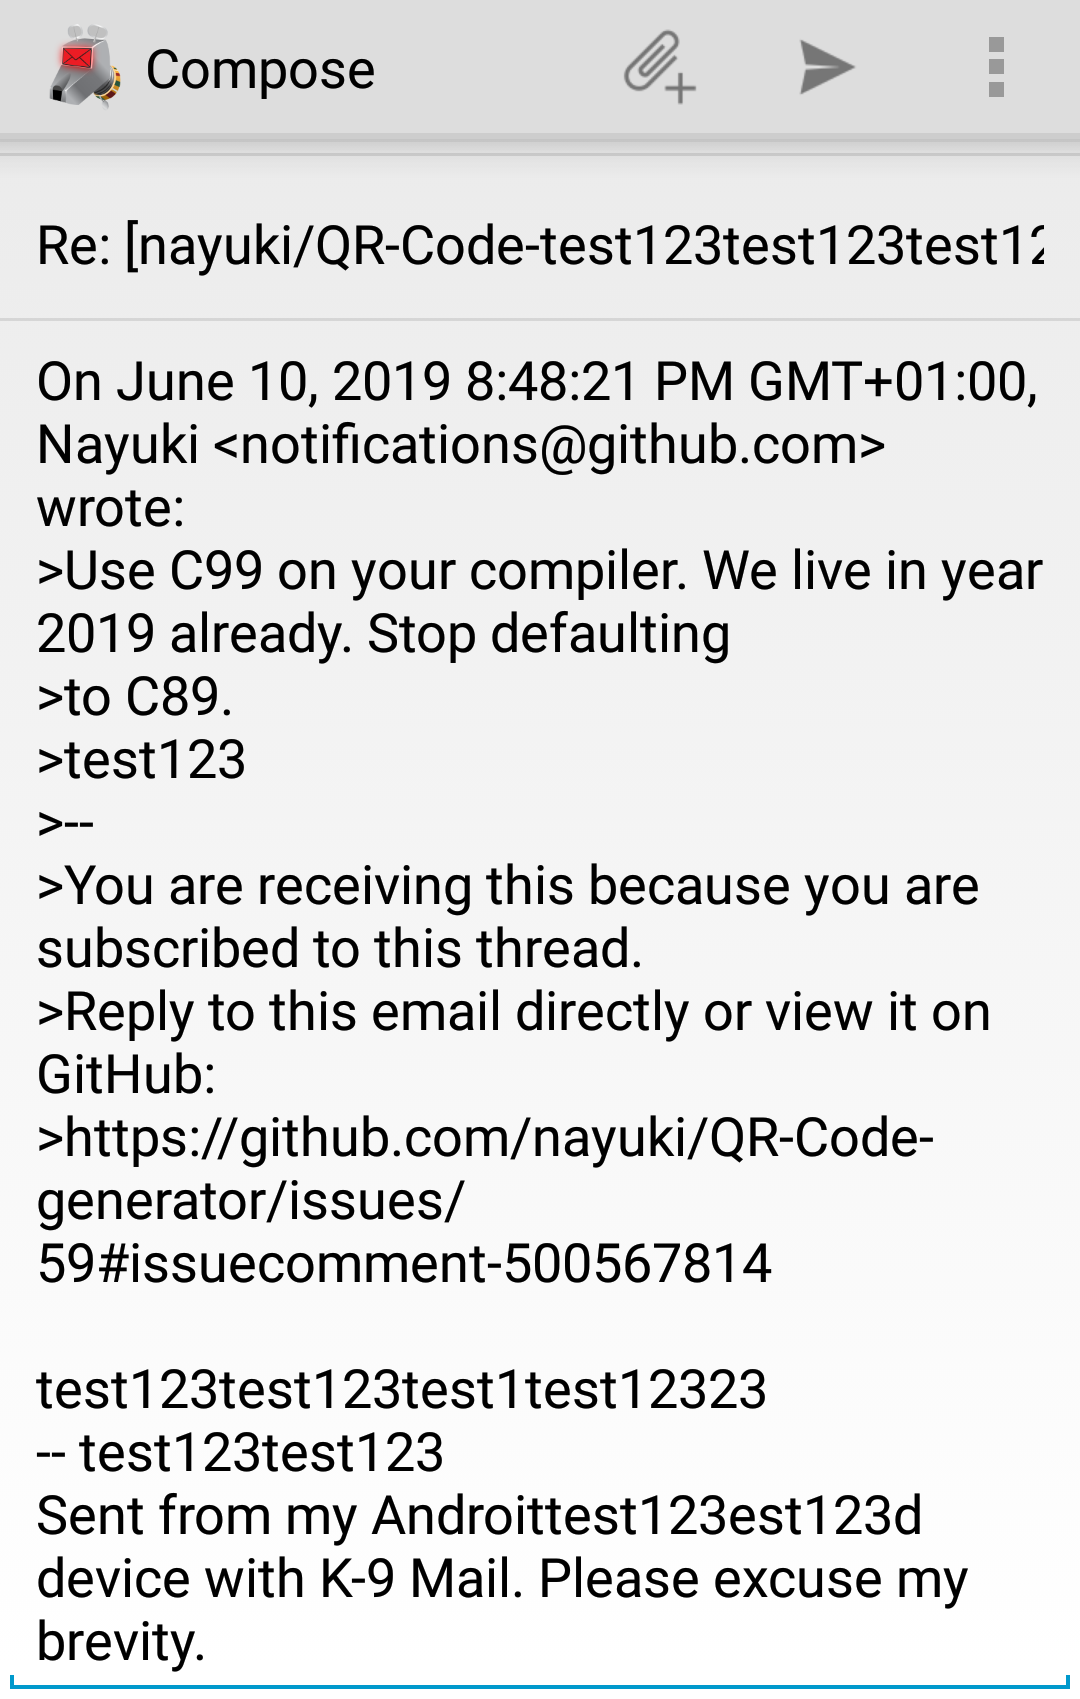 Compose
Re: [nayuki/QR-Code-test123test123test12
On June 10, 2019 8:48:21 PM GMT+01:00,
Nayuki <notifications@github.com>
wrote:
>Use C99 on your compiler. We live in year
2019 already. Stop defaulting
>to C89.
>test123
>--
>You are receiving this because you are
subscribed to this thread.
>Reply to this email directly or view it on
GitHub:
>https://github.com/nayuki/QR-Code-
generator/issues/
59#issuecomment-500567814
test123test123test1test12323
-- test123test123
Sent from my Androittest123est123d
device with K-9 Mail. Please excuse my
brevity.